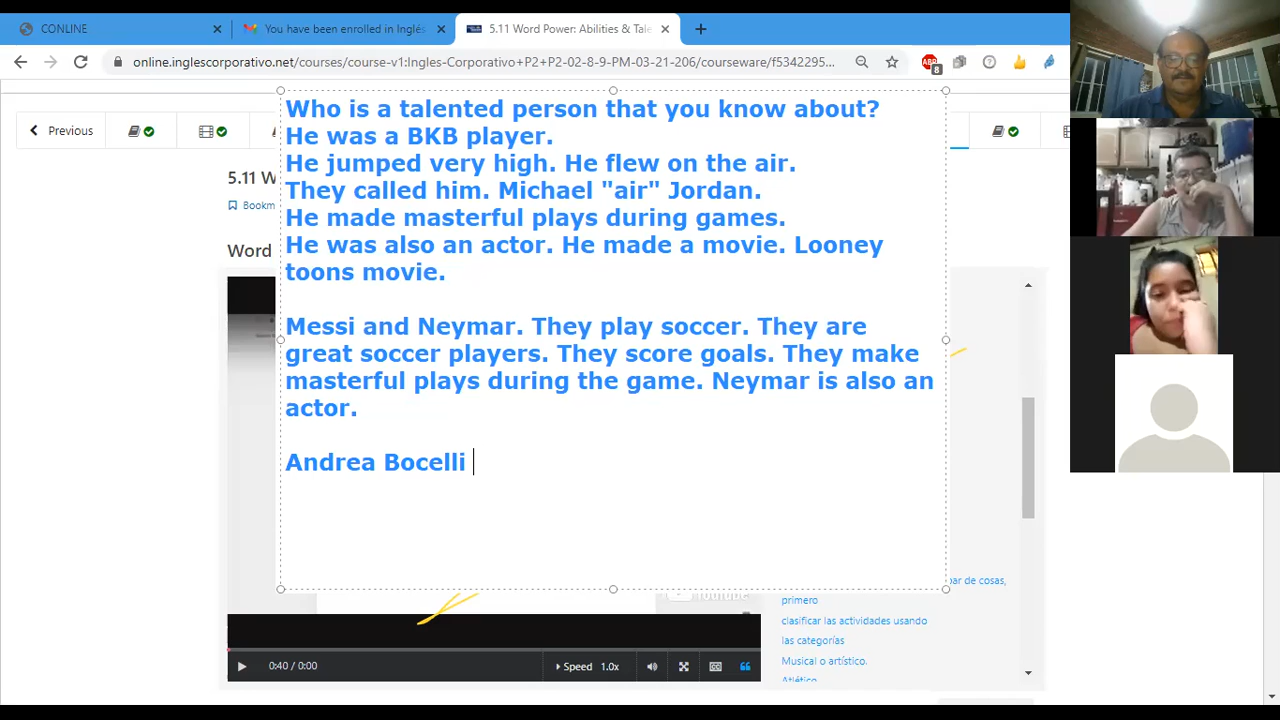 CONLINE
You have been enrolled in Inglés
5.11 Word Power: Abilities & Tale
online.inglescorporativo.net/courses/course-v1:Ingles-Corporativo+P2+P2-02-8-9-PM-03-21-206/courseware/f5342295...
ABP
8
Previous
Who is a talented person that you know about?
He was a BKB player.
He jumped very high. He flew on the air.
They called him. Michael "air" Jordan.
He made masterful plays during games.
He was also an actor. He made a movie. Looney
toons movie.
Messi and Neymar. They play soccer. They are
great soccer players. They score goals. They make
masterful plays during the game. Neymar is also an
actor.
Andrea Bocelli
5.11 W
Bookm
Word
par de cosas,
primero
clasificar las actividades usando
las categorías
Musical o artístico.
Atlético
YouTube
0:40 / 0:00
Speed 1.0x
CC